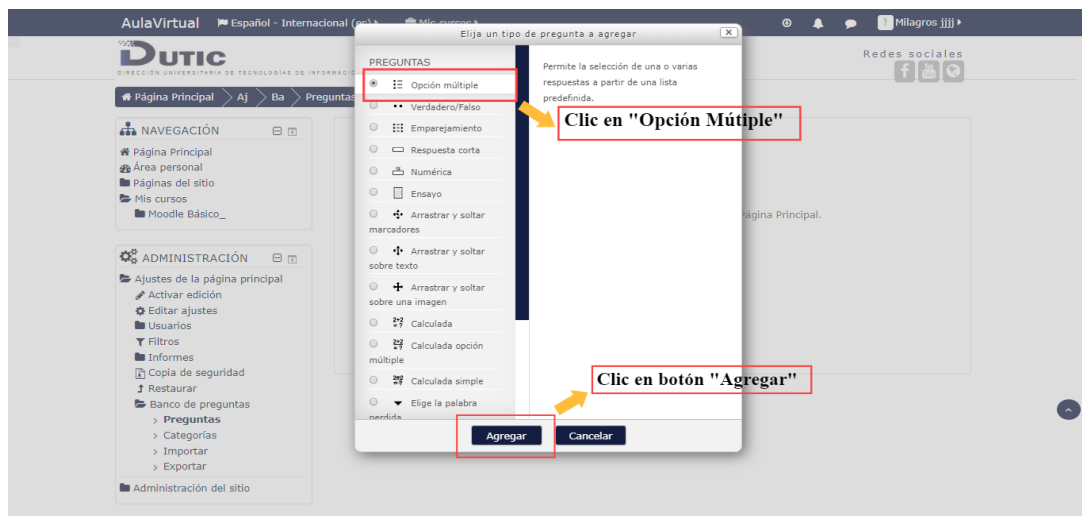 AulaVirtual Español - Internacional (es) Mis cursos Milagros jjjj
DUTIC
DIRECCIÓN UNIVERSITARIA DE TECNOLOGÍAS DE INFORMACIÓ
Redes sociales
Página Principal Aj Ba Preguntas
NAVEGACIÓN
Página Principal
Área personal
Páginas del sitio
Mis cursos
Moodle Básico_
ADMINISTRACIÓN
Ajustes de la página principal
Activar edición
Editar ajustes
Usuarios
Filtros
Informes
Copia de seguridad
Restaurar
Banco de preguntas
Preguntas
Categorías
Importar
Exportar
Administración del sitio
Elija un tipo de pregunta a agregar
PREGUNTAS
Opción múltiple
Verdadero/Falso
Emparejamiento
Respuesta corta
Numérica
Ensayo
Arrastrar y soltar
marcadores
Arrastrar y soltar
sobre texto
Arrastrar y soltar
sobre una imagen
Calculada
Calculada opción
múltiple
Calculada simple
Elige la palabra
perdida
Permite la selección de una o varias
respuestas a partir de una lista
predefinida.
Clic en "Opción Mútiple"
Página Principal.
Clic en botón "Agregar"
Agregar Cancelar